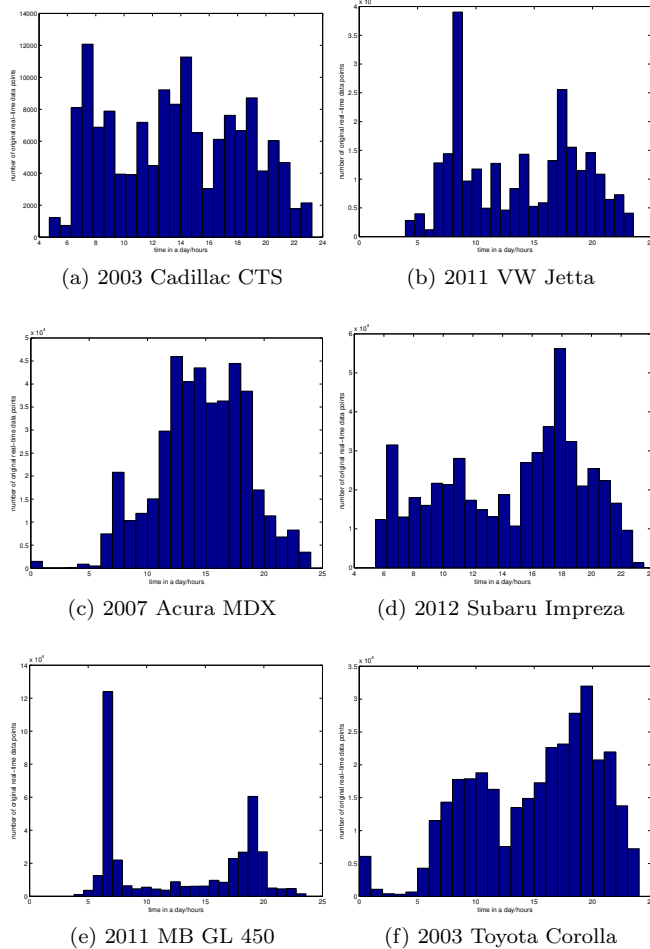 14000
12000
10000
8000
6000
4000
2000
0
4 6 8 10 12 14 16 18 20 22 24
number of original real−time data points
time in a day/hours
(a) 2003 Cadillac CTS
4
3.5
3
2.5
2
1.5
1
0.5
0
0 5 10 15 20
number of original real−time data points
time in a day/hours
(b) 2011 VW Jetta
x 10⁴
5
4.5
4
3.5
3
2.5
2
1.5
1
0.5
0
0 5 10 15 20 25
number of original real−time data points
time in a day/hours
(c) 2007 Acura MDX
x 10⁴
6
5
4
3
2
1
0
4 6 8 10 12 14 16 18 20 22
number of original real−time data points
time in a day/hours
(d) 2012 Subaru Impreza
x 10⁴
14
12
10
8
6
4
2
0
0 5 10 15 20 25
number of original real−time data points
time in a day/hours
(e) 2011 MB GL 450
x 10⁴
3.5
3
2.5
2
1.5
1
0.5
0
0 5 10 15 20
number of original real−time data points
time in a day/hours
(f) 2003 Toyota Corolla